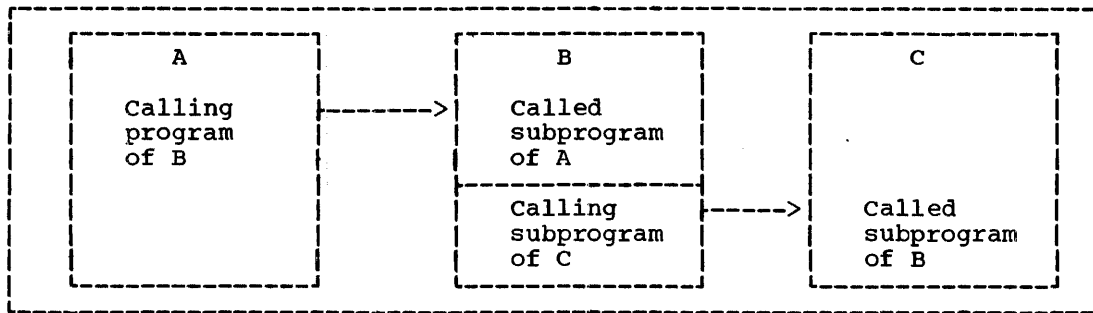 A
Calling
program
of B
B
Called
subprogram
of A
Calling
subprogram
of C
C
Called
subprogram
of B